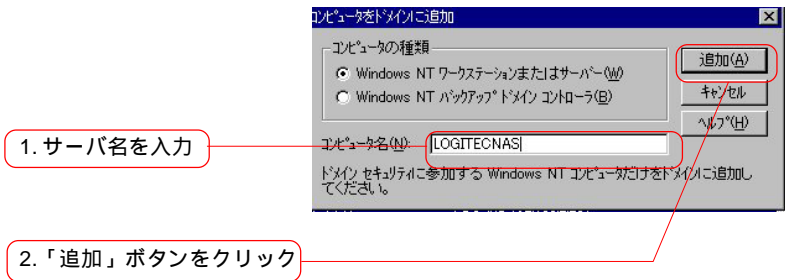 コンピュータをドメインに追加
コンピュータの種類
Windows NT ワークステーションまたはサーバー(W)
Windows NT バックアップ ドメイン コントローラ(B)
追加(A)
キャンセル
ヘルプ(H)
1. サーバ名を入力
コンピュータ名(N):
LOGITECNAS
ドメイン セキュリティに参加する Windows NT コンピュータだけをドメインに追加し
てください。
2.「追加」ボタンをクリック